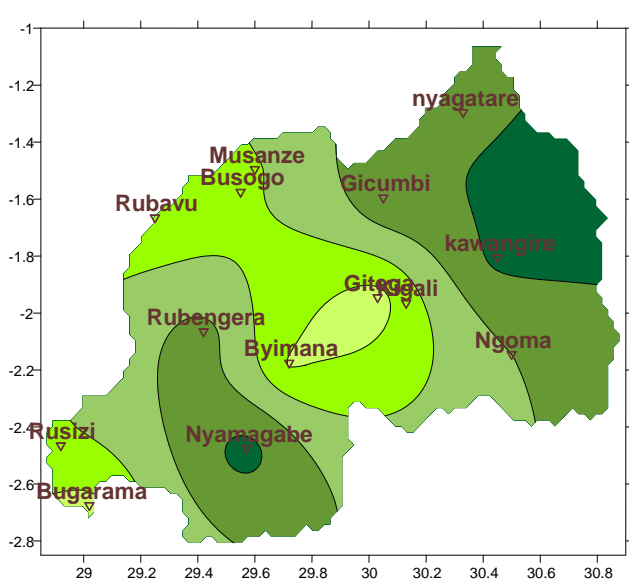 -1
-1.2
nyagatare
-1.4
Musanze
Busogo
Gicumbi
-1.6
Rubavu
kawangire
-1.8
Gitega
Kigali
-2
Rubengera
Byimana
Ngoma
-2.2
-2.4
Rusizi
Nyamagabe
-2.6
Bugarama
-2.8
29 29.2 29.4 29.6 29.8 30 30.2 30.4 30.6 30.8